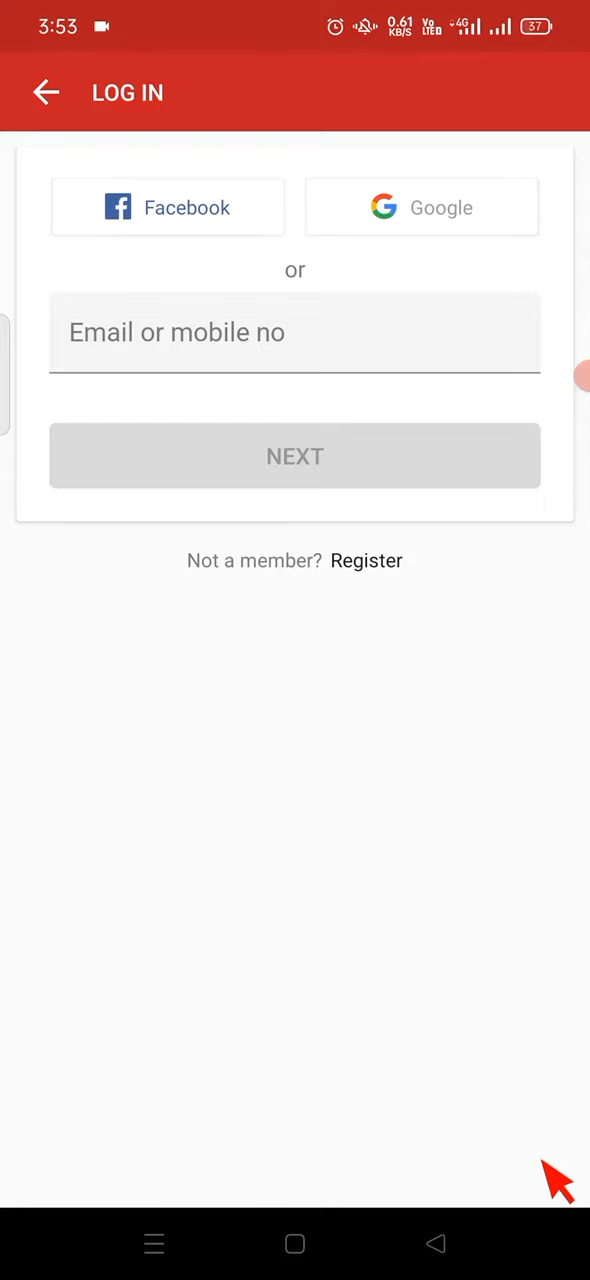 3:53 0.61 KB/S Vo LTE 4G 37
LOG IN
Facebook Google
or
Email or mobile no
NEXT
Not a member? Register